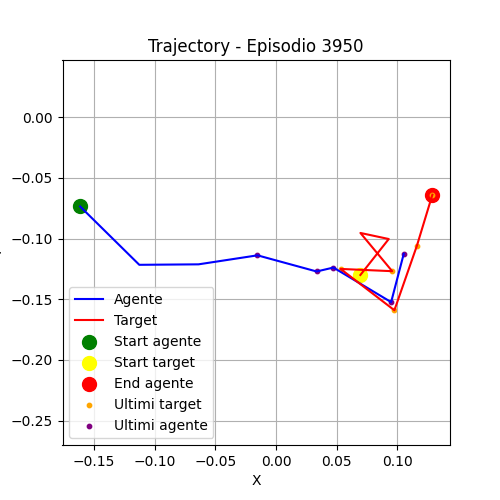 Trajectory - Episodio 3950
0.00
−0.05
−0.10
−0.15
−0.20
−0.25
Agente
Target
Start agente
Start target
End agente
Ultimi target
Ultimi agente
−0.15
−0.10
−0.05
0.00
0.05
0.10
X